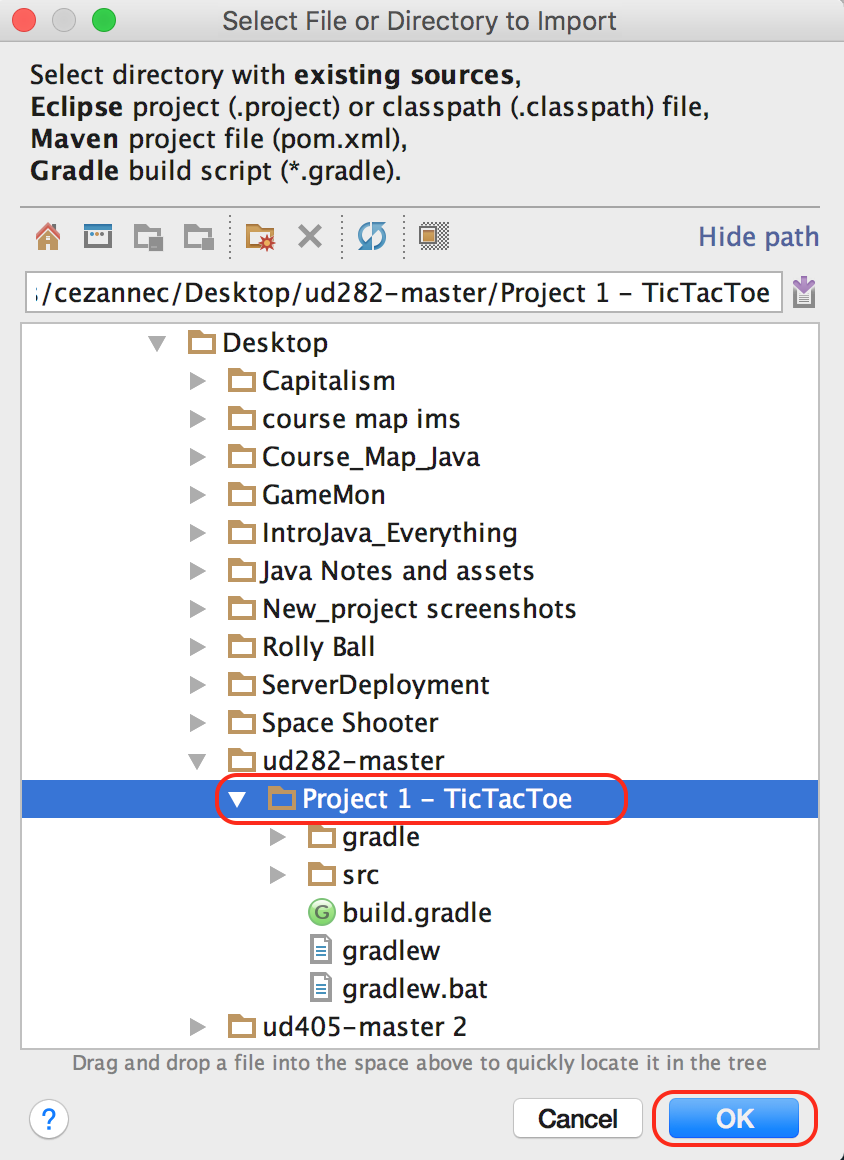 Select File or Directory to Import
Select directory with existing sources,
Eclipse project (.project) or classpath (.classpath) file,
Maven project file (pom.xml),
Gradle build script (*.gradle).
Hide path
/cezannec/Desktop/ud282-master/Project 1 – TicTacToe
Desktop
Capitalism
course map ims
Course_Map_Java
GameMon
IntroJava_Everything
Java Notes and assets
New_project screenshots
Rolly Ball
ServerDeployment
Space Shooter
ud282-master
Project 1 – TicTacToe
gradle
src
G build.gradle
gradlew
gradlew.bat
ud405-master 2
Drag and drop a file into the space above to quickly locate it in the tree
? Cancel OK